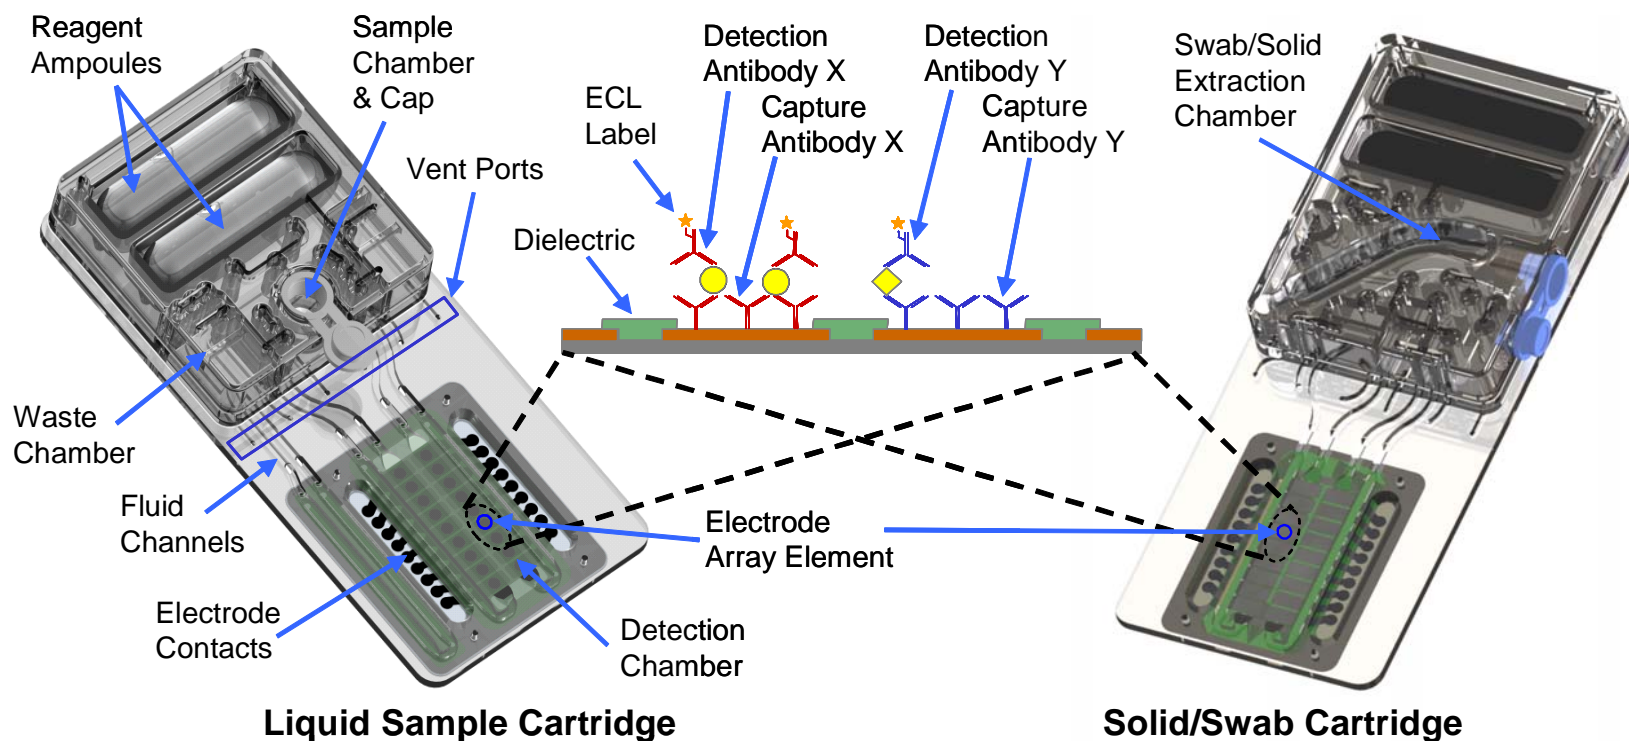 Reagent
Ampoules
Sample
Chamber
& Cap
Detection
Antibody X
Detection
Antibody Y
Swab/Solid
Extraction
Chamber
ECL
Label
Capture
Antibody X
Capture
Antibody Y
Vent Ports
Dielectric
Waste
Chamber
Fluid
Channels
Electrode
Array Element
Electrode
Contacts
Detection
Chamber
Liquid Sample Cartridge
Solid/Swab Cartridge